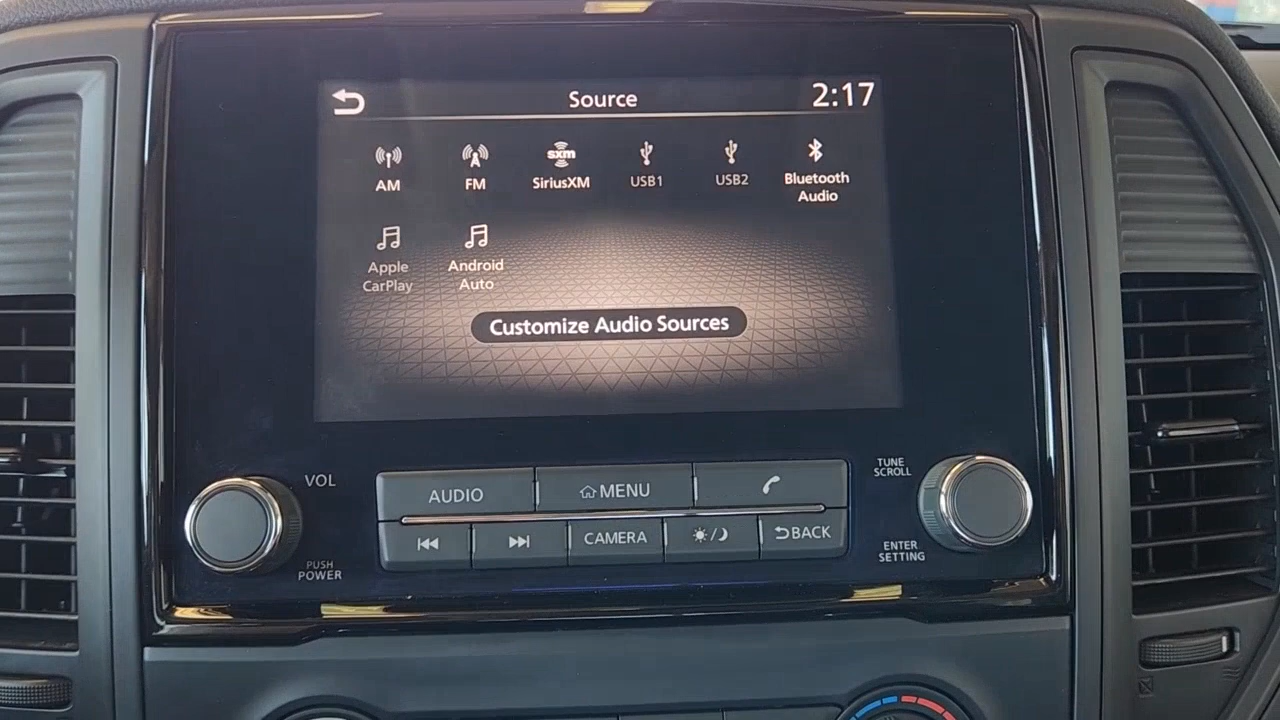 Source
2:17
AM
FM
sxm
SiriusXM
USB1
USB2
Bluetooth
Audio
Apple
CarPlay
Android
Auto
Customize Audio Sources
VOL
PUSH
POWER
AUDIO
MENU
CAMERA
BACK
TUNE
SCROLL
ENTER
SETTING